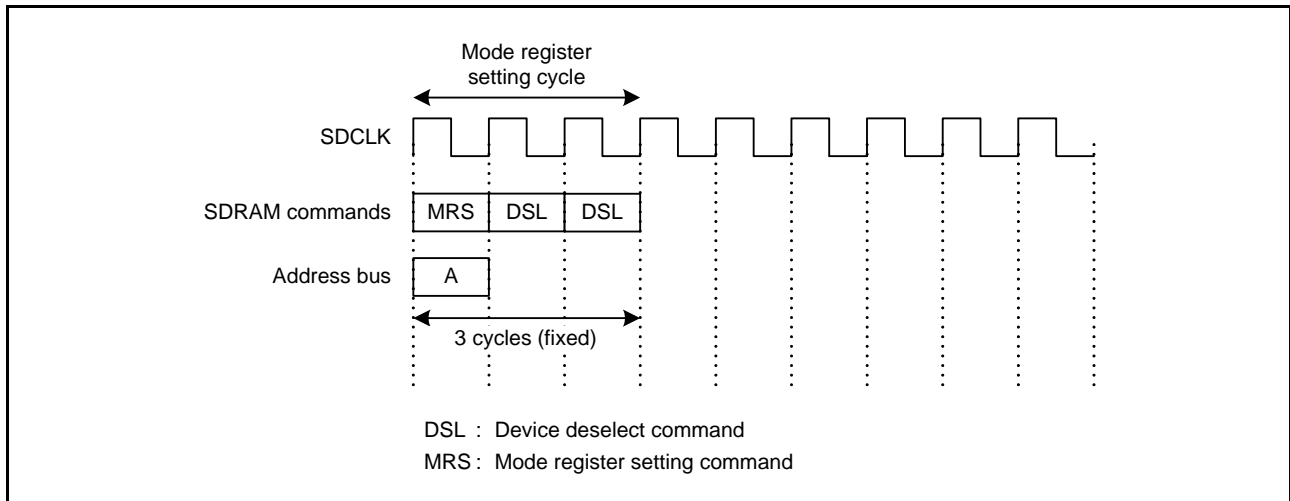 Mode register
setting cycle
SDCLK
SDRAM commands MRS DSL DSL
Address bus A
3 cycles (fixed)
DSL : Device deselect command
MRS : Mode register setting command